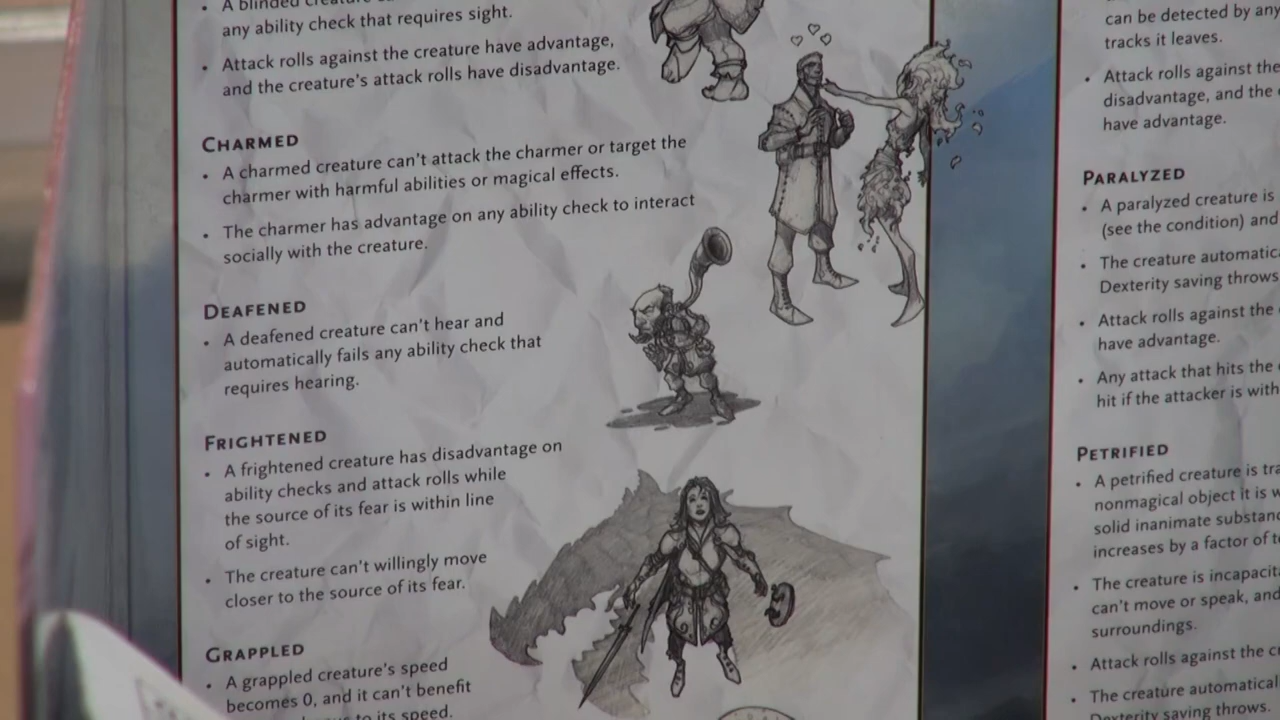 • A blinded creature
any ability check that requires sight.
• Attack rolls against the creature have advantage,
and the creature's attack rolls have disadvantage.
CHARMED
• A charmed creature can't attack the charmer or target the
charmer with harmful abilities or magical effects.
• The charmer has advantage on any ability check to interact
socially with the creature.
DEAFENED
• A deafened creature can't hear and
automatically fails any ability check that
requires hearing.
FRIGHTENED
• A frightened creature has disadvantage on
ability checks and attack rolls while
the source of its fear is within line
of sight.
• The creature can't willingly move
closer to the source of its fear.
GRAPPLED
• A grappled creature's speed
becomes 0, and it can't benefit
to its speed.
can be detected by any
tracks it leaves.
• Attack rolls against the
disadvantage, and the
have advantage.
PARALYZED
• A paralyzed creature is
(see the condition) and
• The creature
Dexterity saving throws
• Attack rolls against the
have advantage.
• Any attack that hits the
hit if the attacker is
PETRIFIED
• A petrified creature is
nonmagical object it is
solid inanimate
increases by a factor of
• The creature is
can't move or speak, and
surroundings.
• Attack rolls against the
• The creature
Dexterity saving throws.